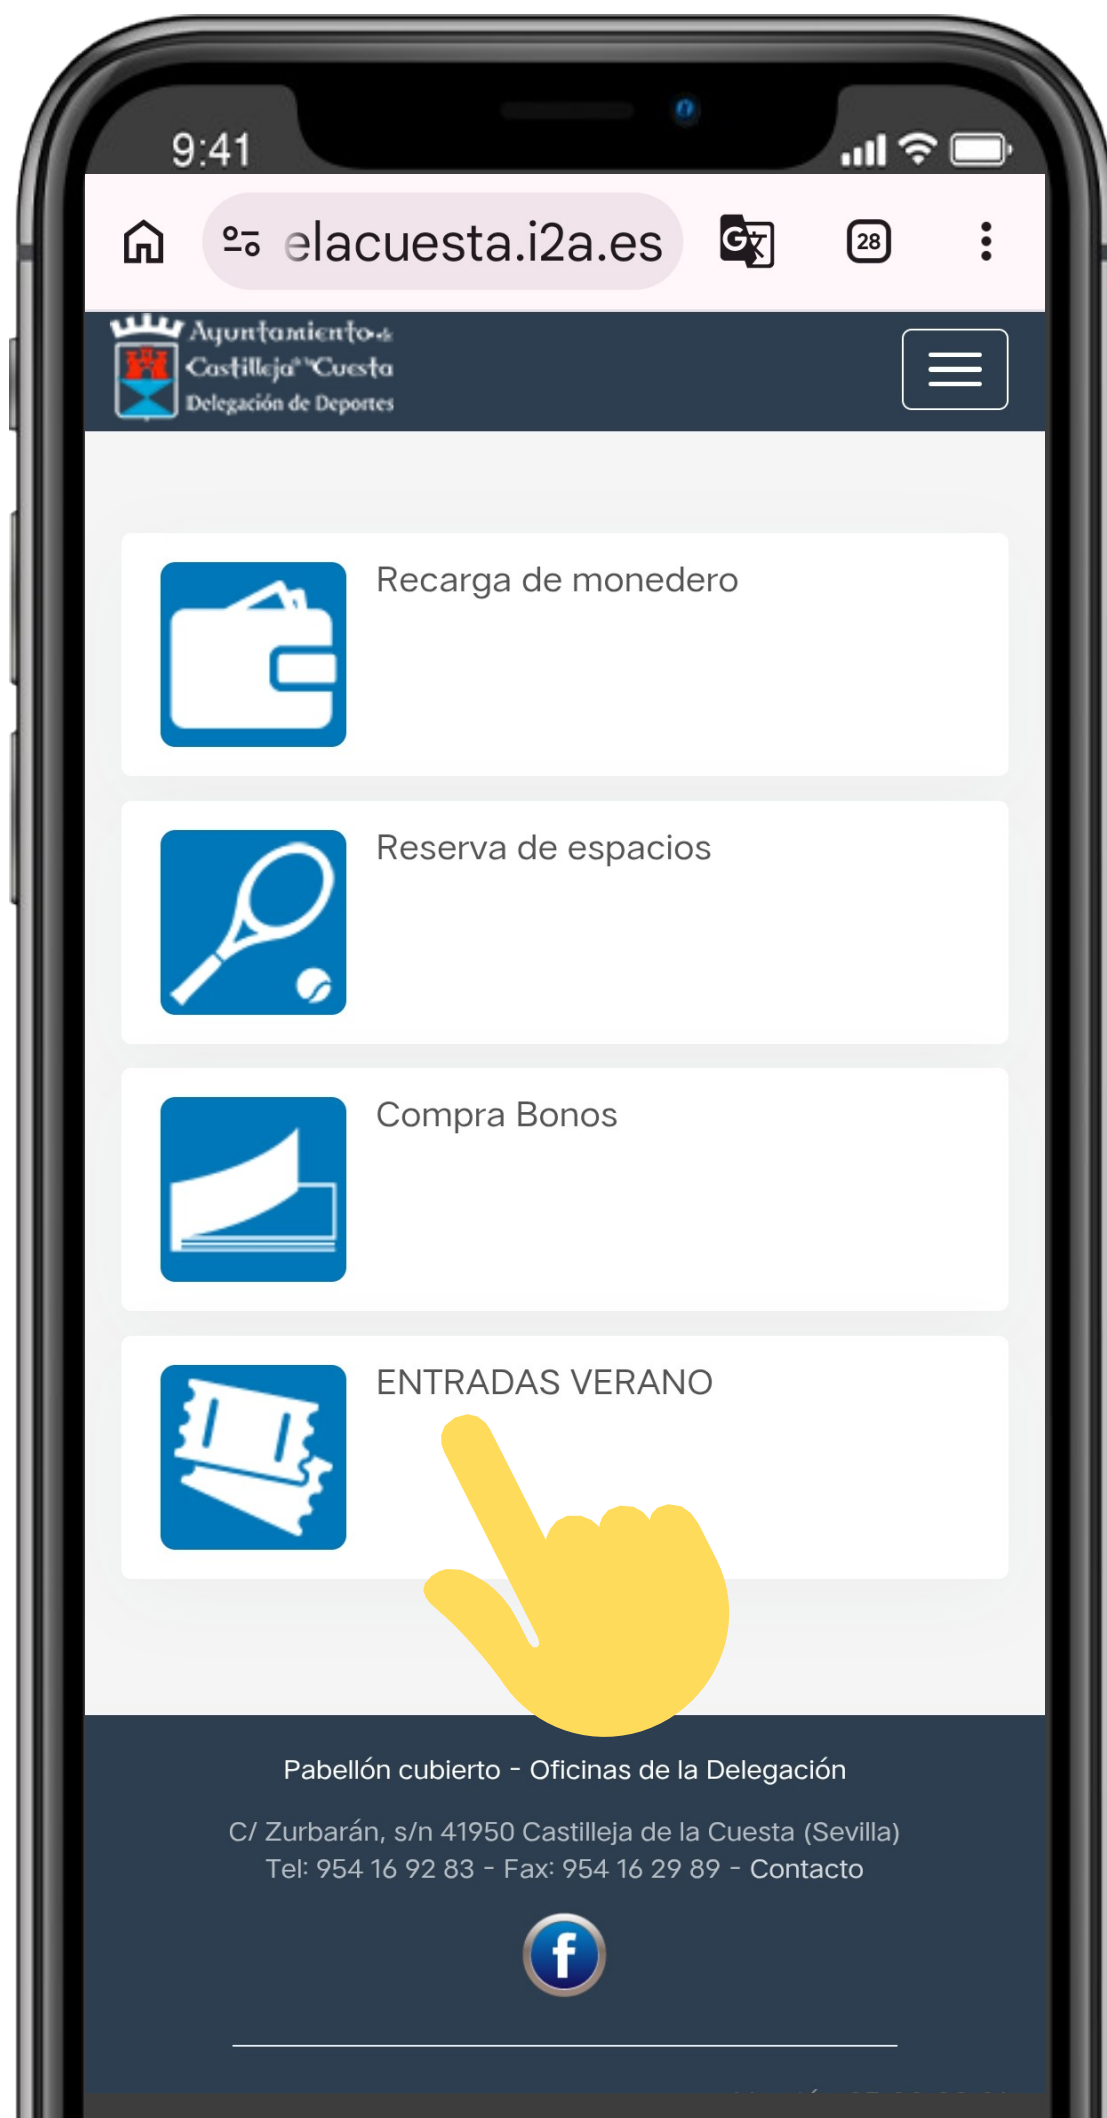 9:41
elacuesta.i2a.es
28
Ayuntamiento de
Castilleja de la Cuesta
Delegación de Deportes
Recarga de monedero
Reserva de espacios
Compra Bonos
ENTRADAS VERANO
Pabellón cubierto - Oficinas de la Delegación
C/ Zurbarán, s/n 41950 Castilleja de la Cuesta (Sevilla)
Tel: 954 16 92 83 - Fax: 954 16 29 89 - Contacto
f